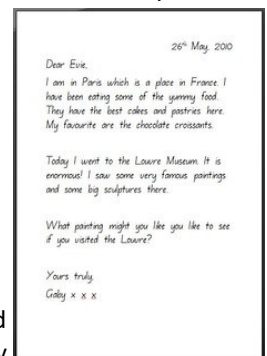 26th May, 2010
Dear Evie,
I am in Paris which is a place in France. I
have been eating some of the yummy food.
They have the best cakes and pastries here.
My favourite are the chocolate croissants.
Today I went to the Louvre Museum. It is
enormous! I saw some very famous paintings
and some big sculptures there.
What painting might you like you like to see
if you visited the Louvre?
Yours truly,
Gaby x x x